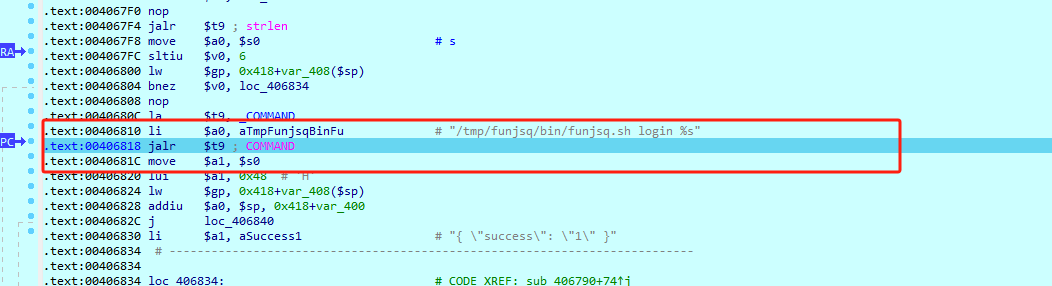 .text:004067F0 nop
.text:004067F4 jalr $t9 ; strlen
.text:004067F8 move $a0, $s0 # s
RA .text:004067FC sltiu $v0, 6
.text:00406800 lw $gp, 0x418+var_408($sp)
.text:00406804 bnez $v0, loc_406834
.text:00406808 nop
.text:0040680C la $t9, _COMMAND
.text:00406810 li $a0, aTmpFunjsqBinFu # "/tmp/funjsq/bin/funjsq.sh login %s"
PC .text:00406818 jalr $t9 ; _COMMAND
.text:0040681C move $a1, $s0
.text:00406820 lui $a1, 0x48 # 'H'
.text:00406824 lw $gp, 0x418+var_408($sp)
.text:00406828 addiu $a0, $sp, 0x418+var_400
.text:0040682C j loc_406840
.text:00406830 li $a1, aSuccess1 # "{ \"success\": \"1\" }"
.text:00406834 # ---------------------------------------------------------------------------
.text:00406834
.text:00406834 loc_406834: # CODE XREF: sub_406790+74↑j